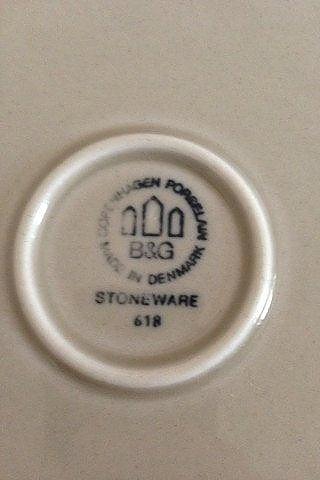 COPENHAGEN PORCELAIN
B&G
MADE IN DENMARK
STONEWARE
618